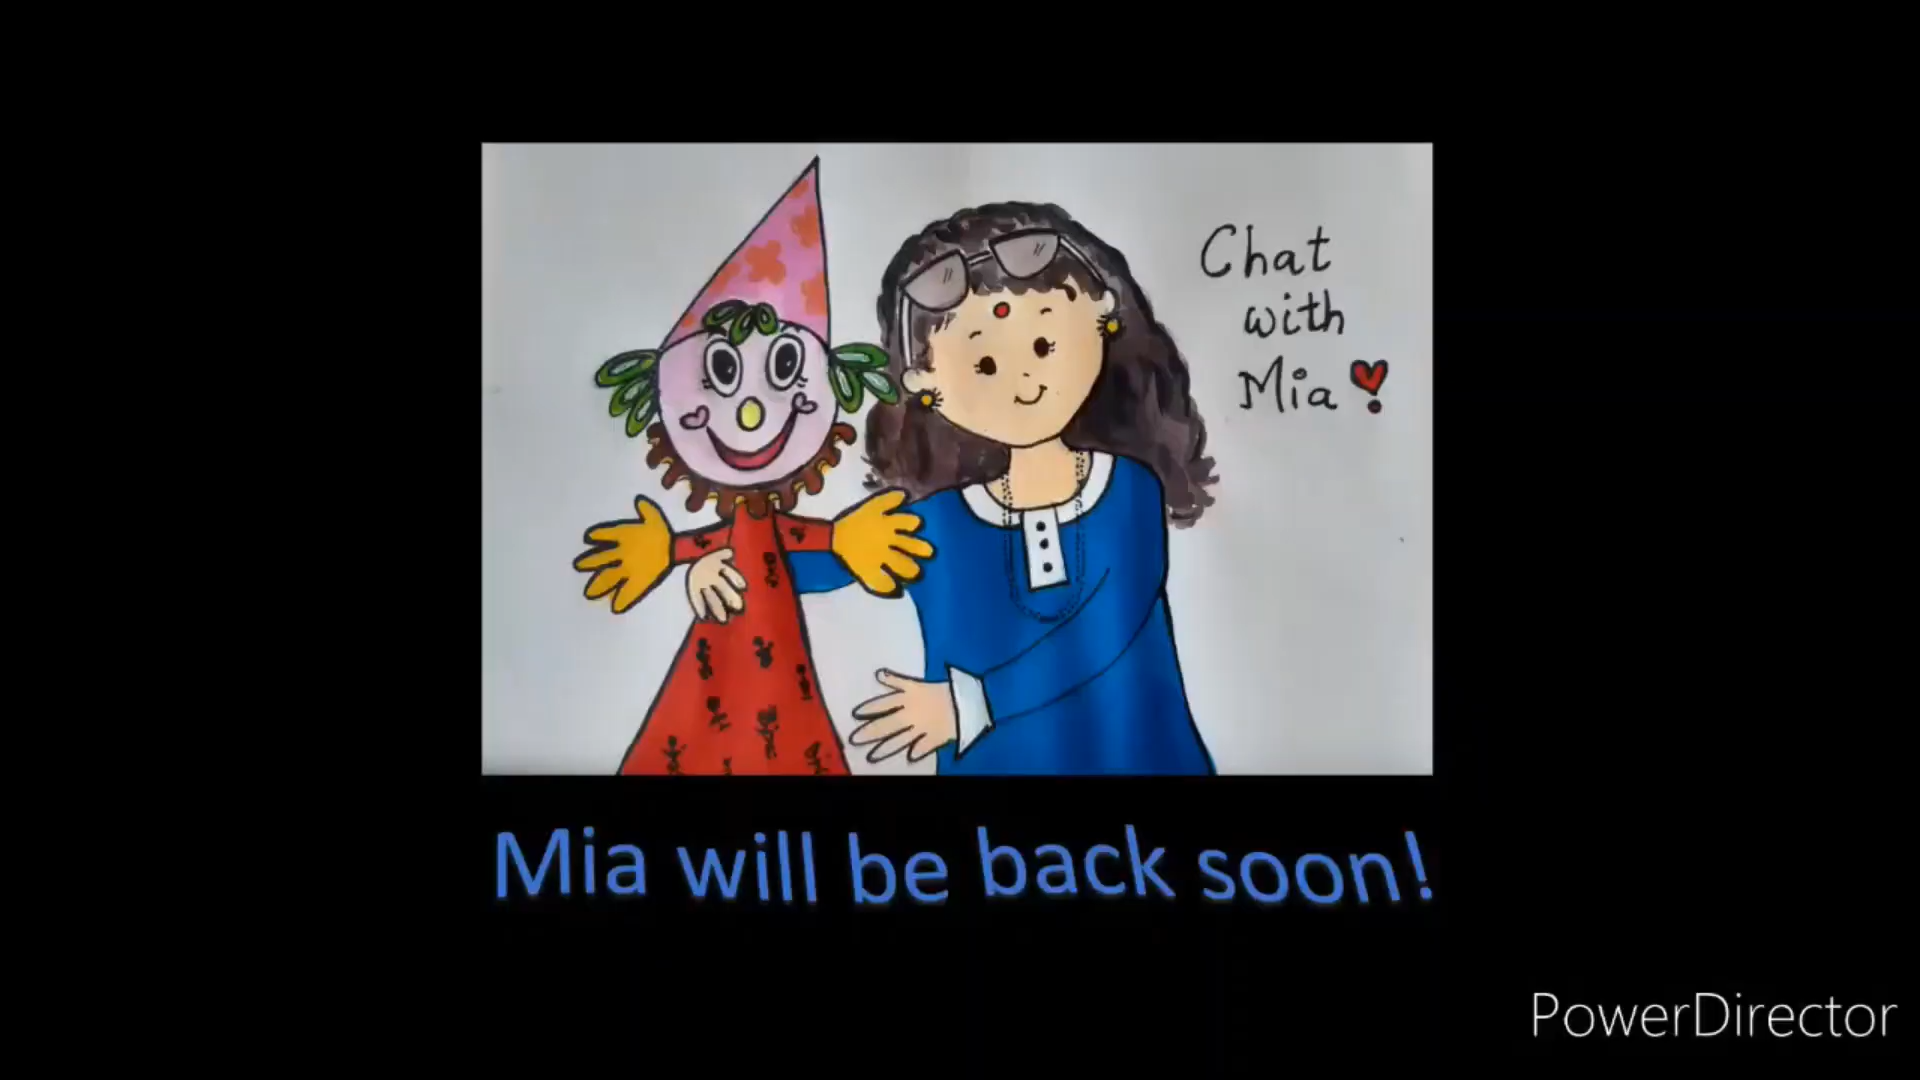 Chat
with
Mia
Mia will be back soon!
PowerDirector